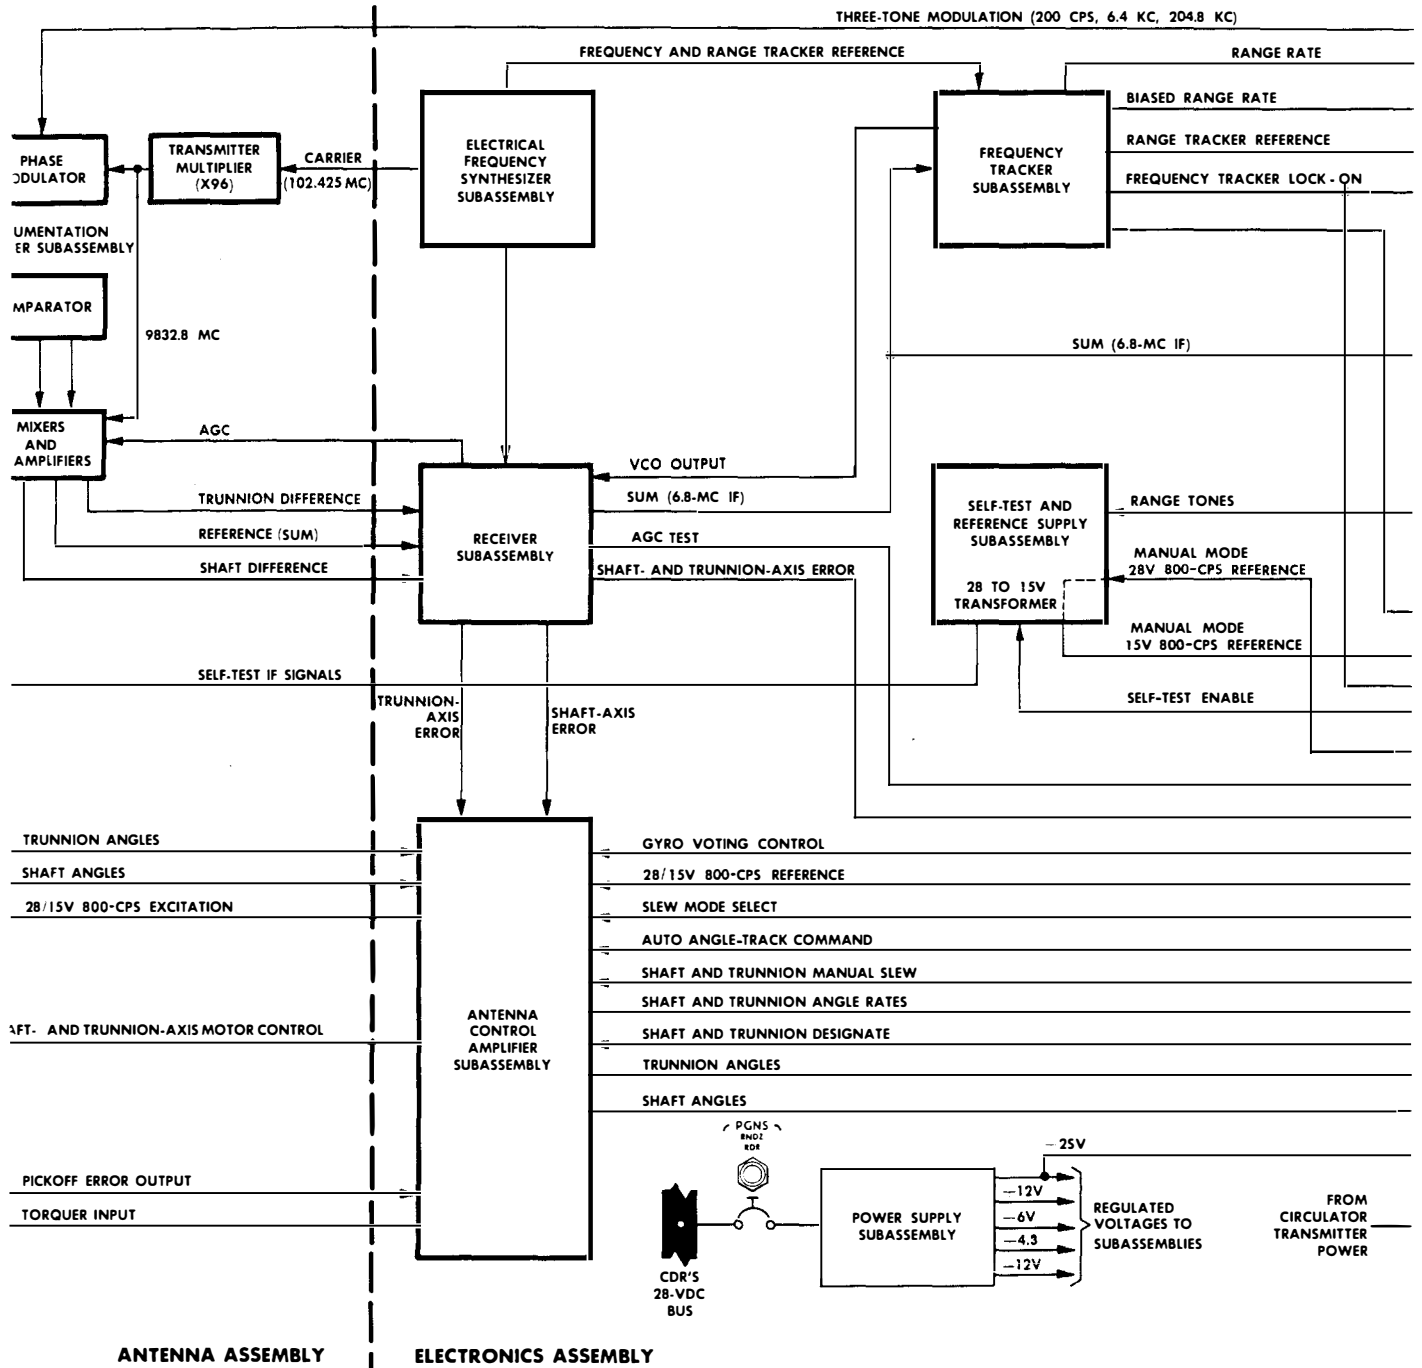 THREE-TONE MODULATION (200 CPS, 6.4 KC, 204.8 KC)
FREQUENCY AND RANGE TRACKER REFERENCE
RANGE RATE
PHASE
ODULATOR
TRANSMITTER
MULTIPLIER
(X96)
CARRIER
(102.425 MC)
ELECTRICAL
FREQUENCY
SYNTHESIZER
SUBASSEMBLY
FREQUENCY
TRACKER
SUBASSEMBLY
BIASED RANGE RATE
RANGE TRACKER REFERENCE
FREQUENCY TRACKER LOCK-ON
UMENTATION
ER SUBASSEMBLY
MPARATOR
9832.8 MC
SUM (6.8-MC IF)
MIXERS
AND
AMPLIFIERS
AGC
TRUNNION DIFFERENCE
REFERENCE (SUM)
SHAFT DIFFERENCE
RECEIVER
SUBASSEMBLY
VCO OUTPUT
SUM (6.8-MC IF)
AGC TEST
SHAFT- AND TRUNNION-AXIS ERROR
SELF-TEST AND
REFERENCE SUPPLY
SUBASSEMBLY
28 TO 15V
TRANSFORMER
RANGE TONES
MANUAL MODE
28V 800-CPS REFERENCE
MANUAL MODE
15V 800-CPS REFERENCE
SELF-TEST IF SIGNALS
SELF-TEST ENABLE
TRUNNION-
AXIS
ERROR
SHAFT-AXIS
ERROR
TRUNNION ANGLES
SHAFT ANGLES
28/15V 800-CPS EXCITATION
AFT- AND TRUNNION-AXIS MOTOR CONTROL
PICKOFF ERROR OUTPUT
TORQUER INPUT
ANTENNA
CONTROL
AMPLIFIER
SUBASSEMBLY
GYRO VOTING CONTROL
28/15V 800-CPS REFERENCE
SLEW MODE SELECT
AUTO ANGLE-TRACK COMMAND
SHAFT AND TRUNNION MANUAL SLEW
SHAFT AND TRUNNION ANGLE RATES
SHAFT AND TRUNNION DESIGNATE
TRUNNION ANGLES
SHAFT ANGLES
PGNS
RNDZ
RDR
CDR'S
28-VDC
BUS
POWER SUPPLY
SUBASSEMBLY
-25V
-12V
-6V
-4.3
-12V
REGULATED
VOLTAGES TO
SUBASSEMBLIES
FROM
CIRCULATOR
TRANSMITTER
POWER
ANTENNA ASSEMBLY
ELECTRONICS ASSEMBLY